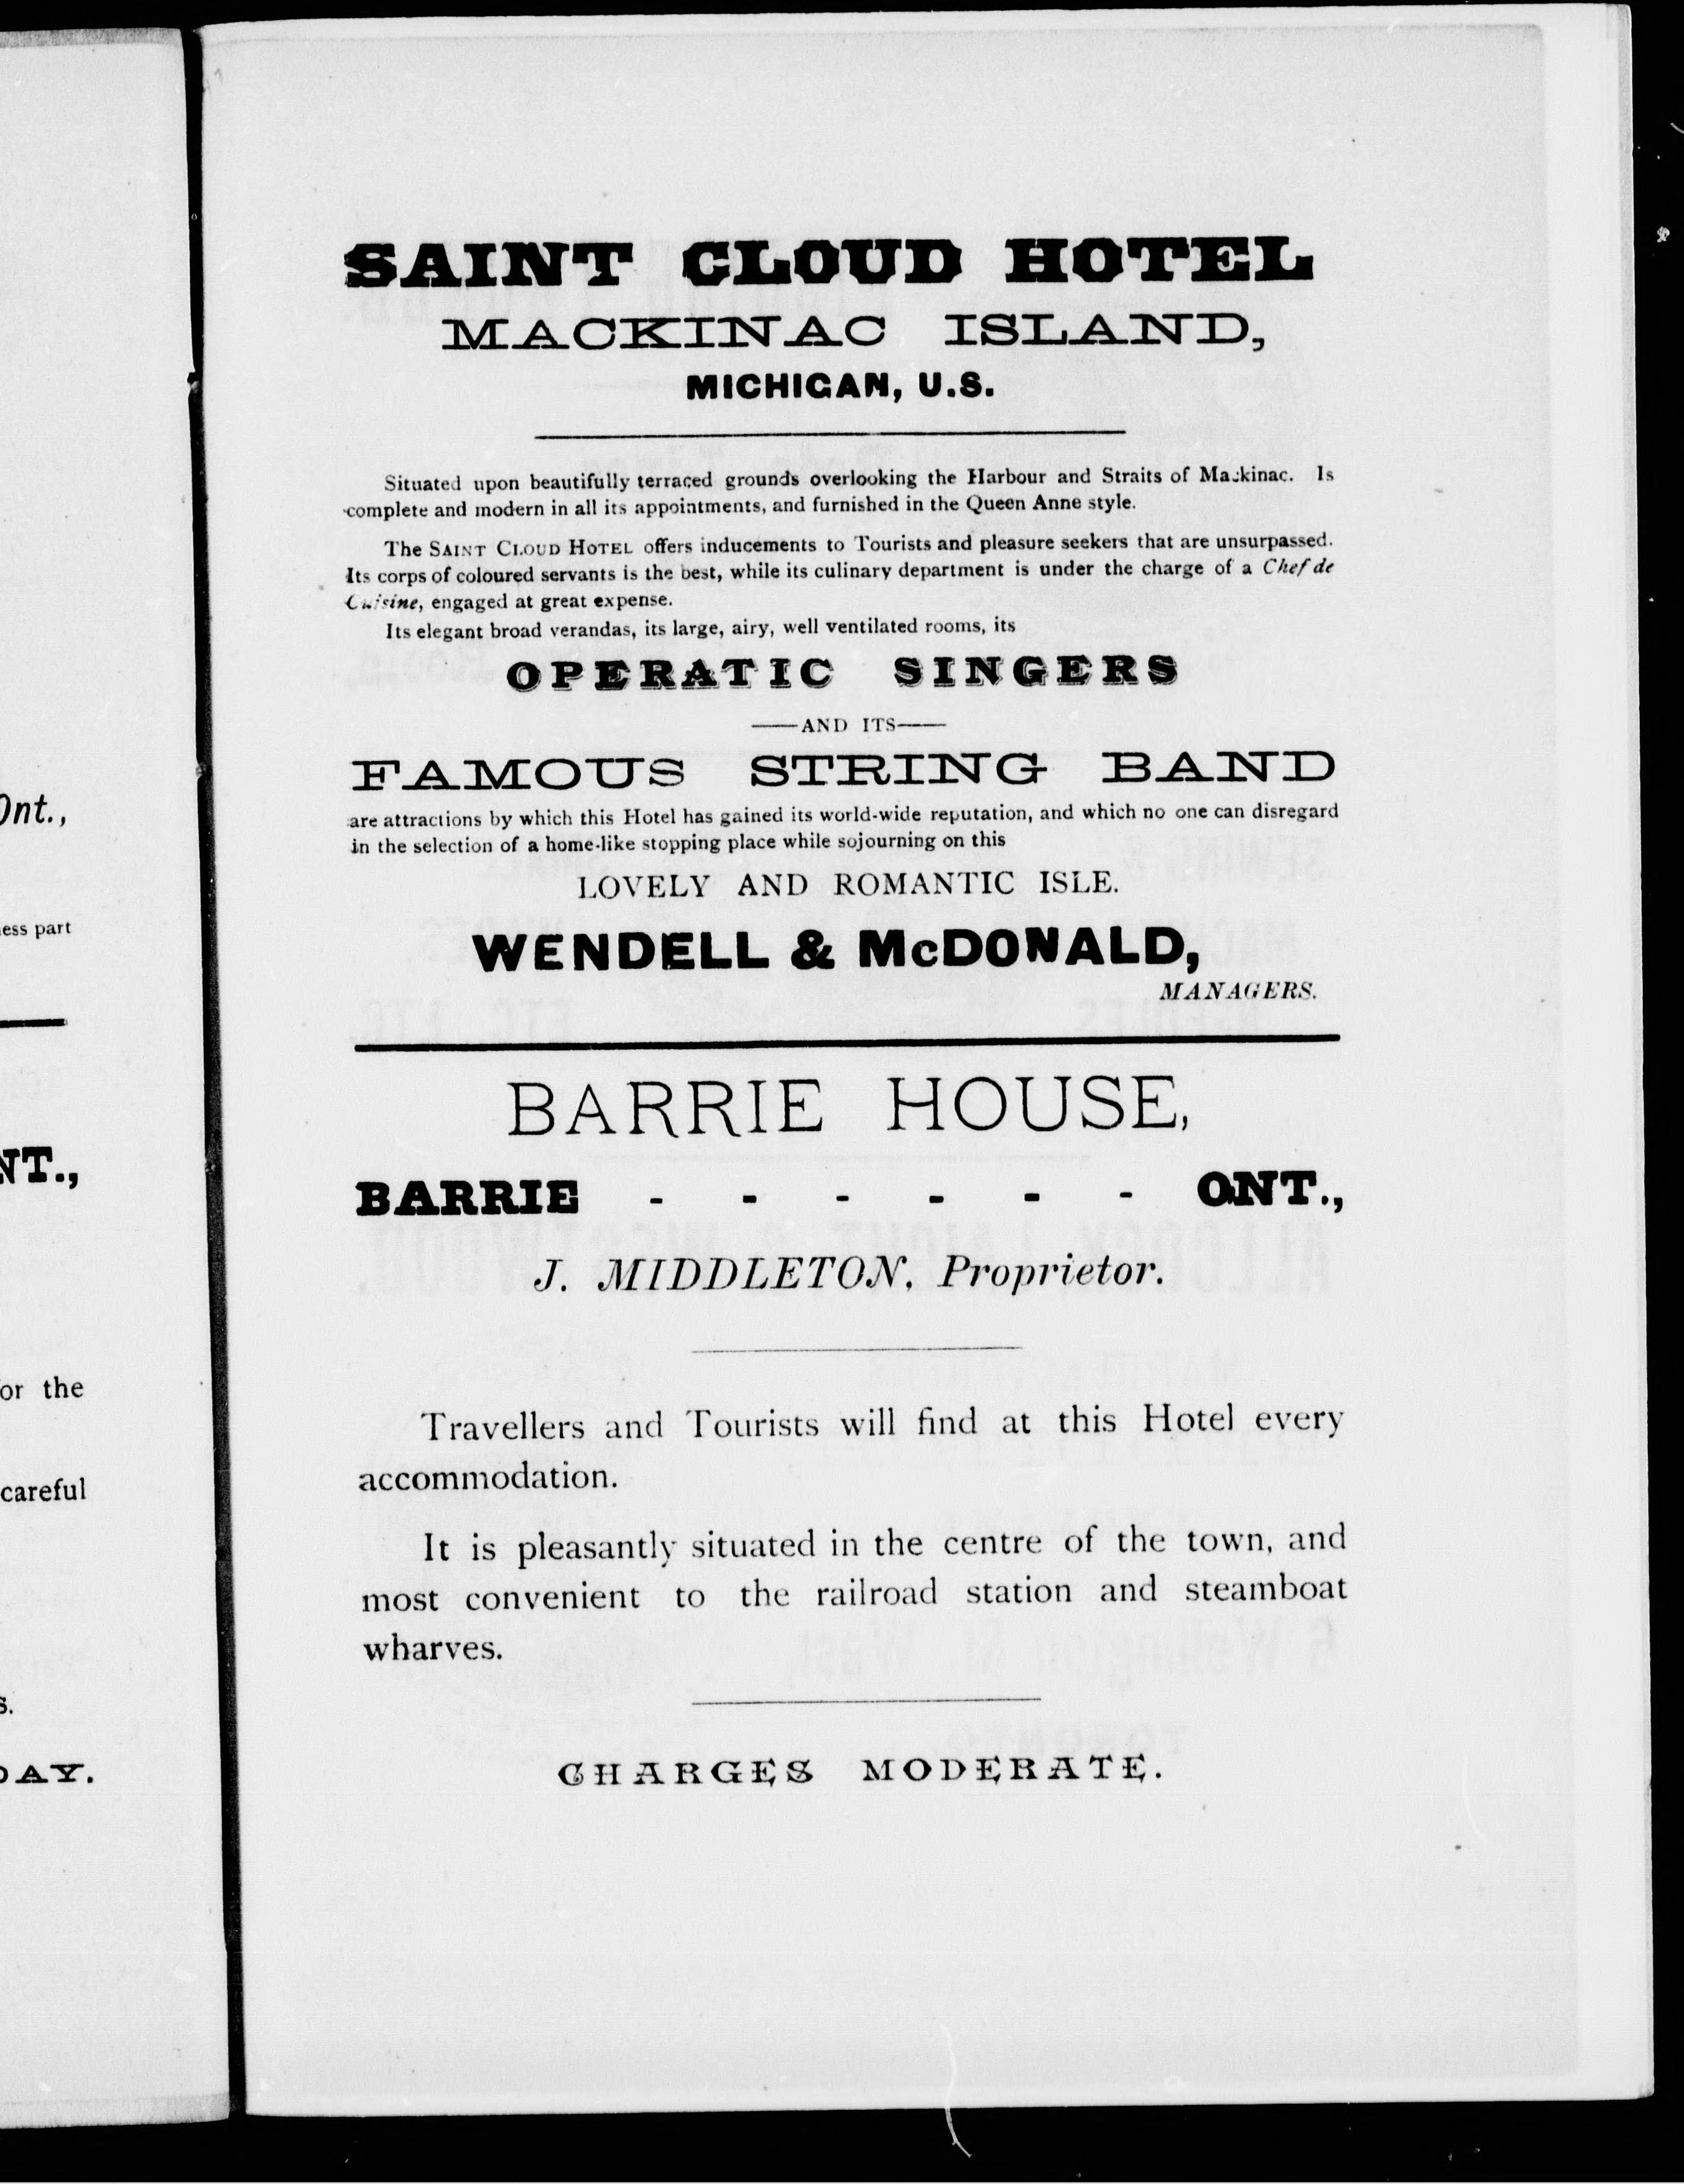 SAINT CLOUD HOTEL
MACKINAC ISLAND,
MICHIGAN, U.S.
Situated upon beautifully terraced grounds overlooking the Harbour and Straits of Mackinac. Is
complete and modern in all its appointments, and furnished in the Queen Anne style.
The SAINT CLOUD HOTEL offers inducements to Tourists and pleasure seekers that are unsurpassed.
Its corps of coloured servants is the best, while its culinary department is under the charge of a Chef de
Cuisine, engaged at great expense.
Its elegant broad verandas, its large, airy, well ventilated rooms, its
OPERATIC SINGERS
——AND ITS——
FAMOUS STRING BAND
are attractions by which this Hotel has gained its world-wide reputation, and which no one can disregard
in the selection of a home-like stopping place while sojourning on this
LOVELY AND ROMANTIC ISLE.
WENDELL & McDONALD,
MANAGERS.
BARRIE HOUSE,
BARRIE - - - - - - ONT.,
J. MIDDLETON, Proprietor.
Travellers and Tourists will find at this Hotel every
accommodation.
It is pleasantly situated in the centre of the town, and
most convenient to the railroad station and steamboat
wharves.
CHARGES MODERATE.
Ont.,
ess part
NT.,
or the
careful
s.
DAY.